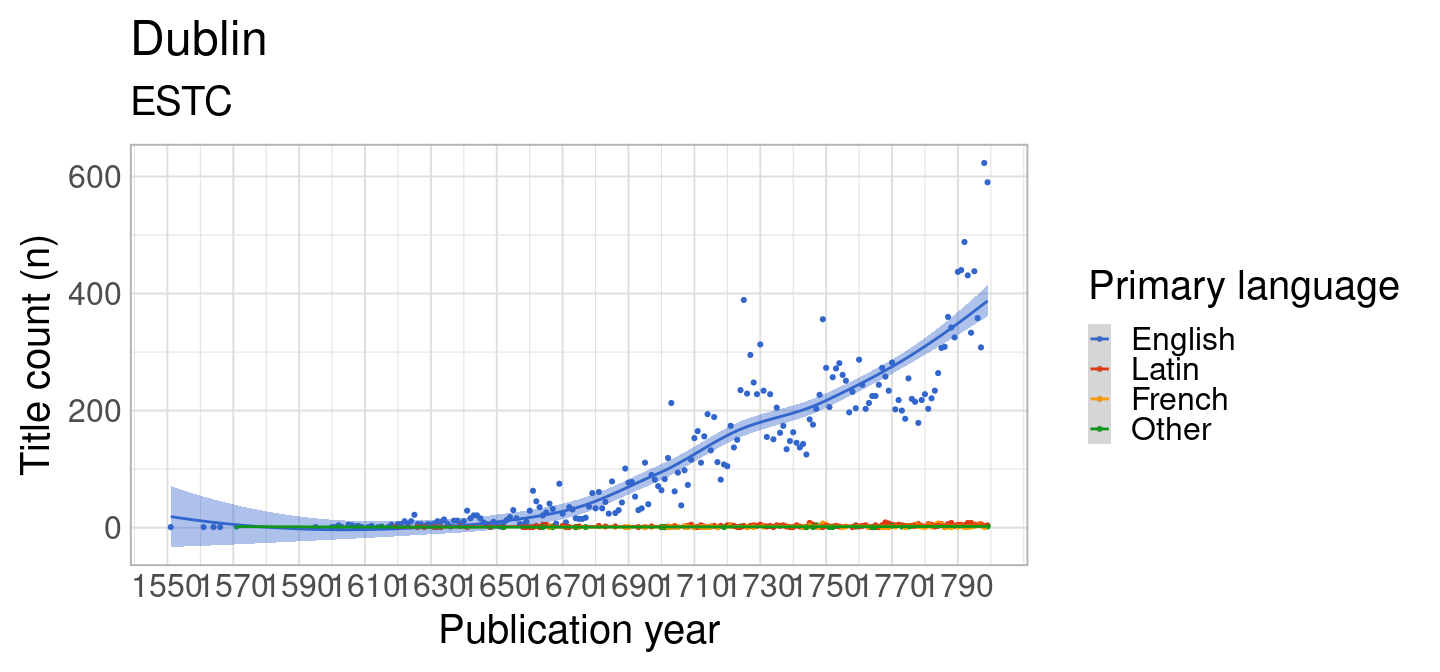 Dublin
ESTC
Title count (n)
600
400
200
0
1550 1570 1590 1610 1630 1650 1670 1690 1710 1730 1750 1770 1790
Publication year
Primary language
English
Latin
French
Other